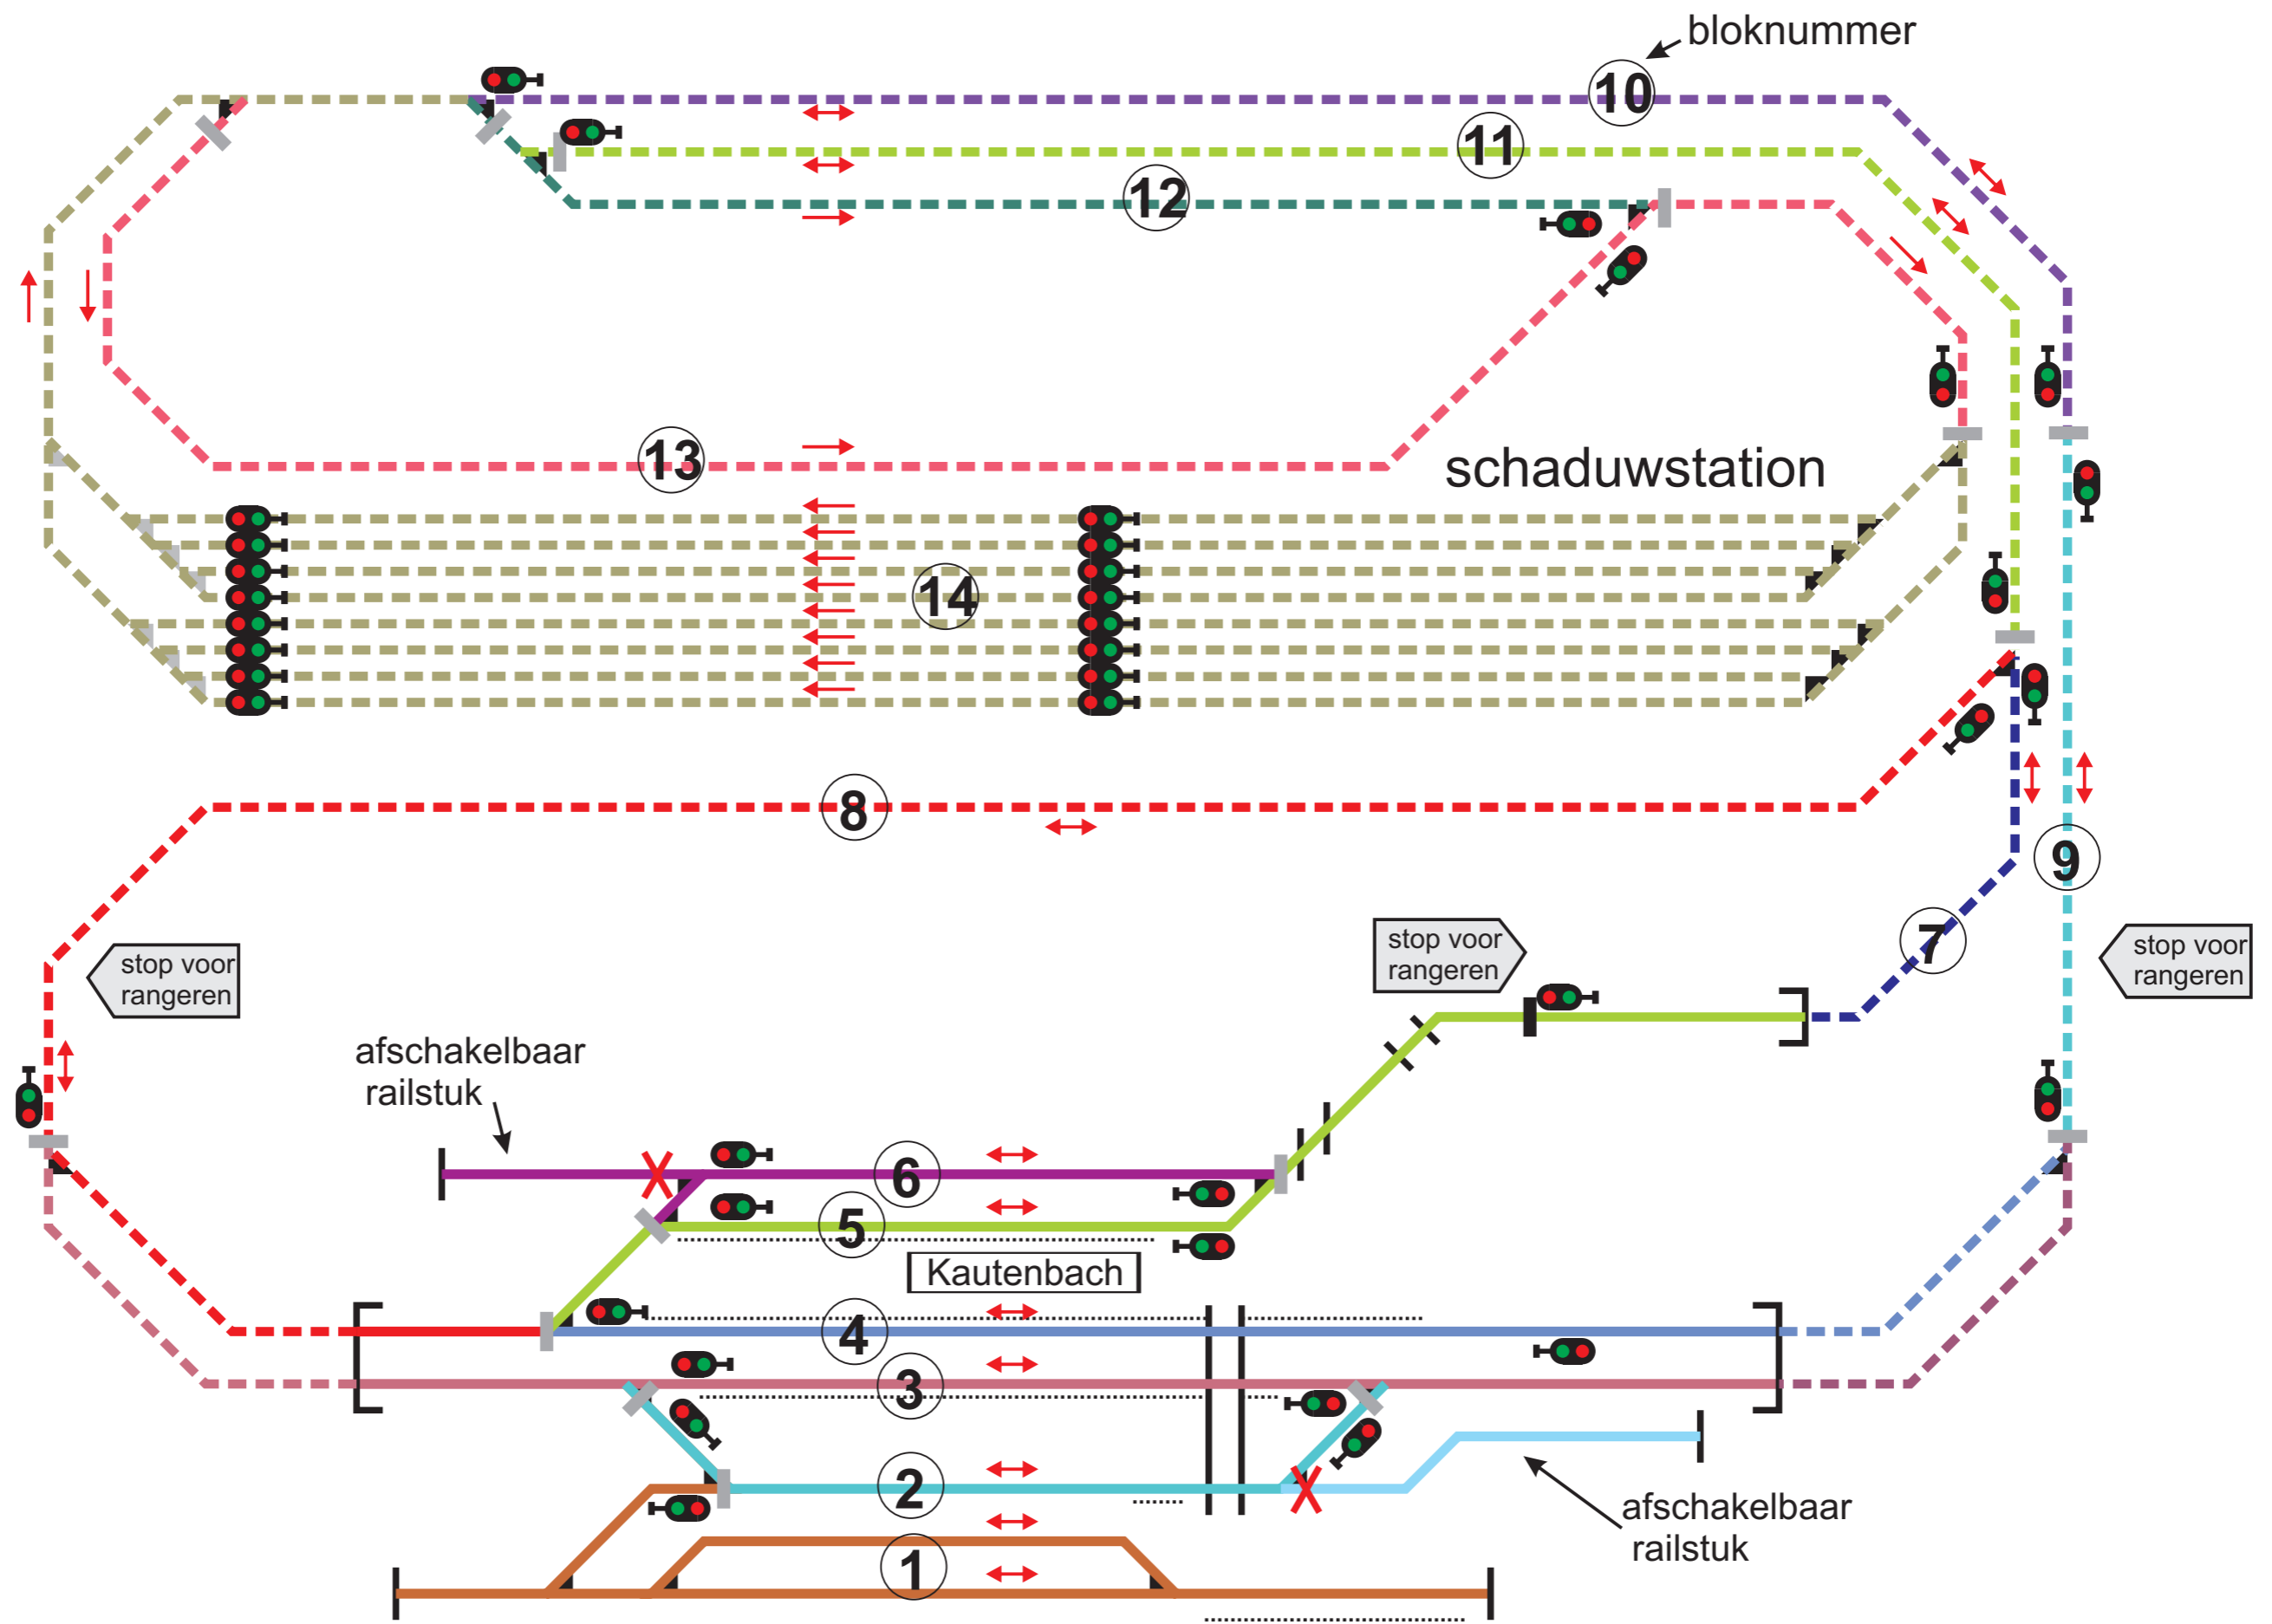 bloknummer
10
11
12
13
schaduwstation
14
8
9
7
stop voor
rangeren
stop voor
rangeren
stop voor
rangeren
afschakelbaar
railstuk
6
5
Kautenbach
4
3
2
afschakelbaar
railstuk
1